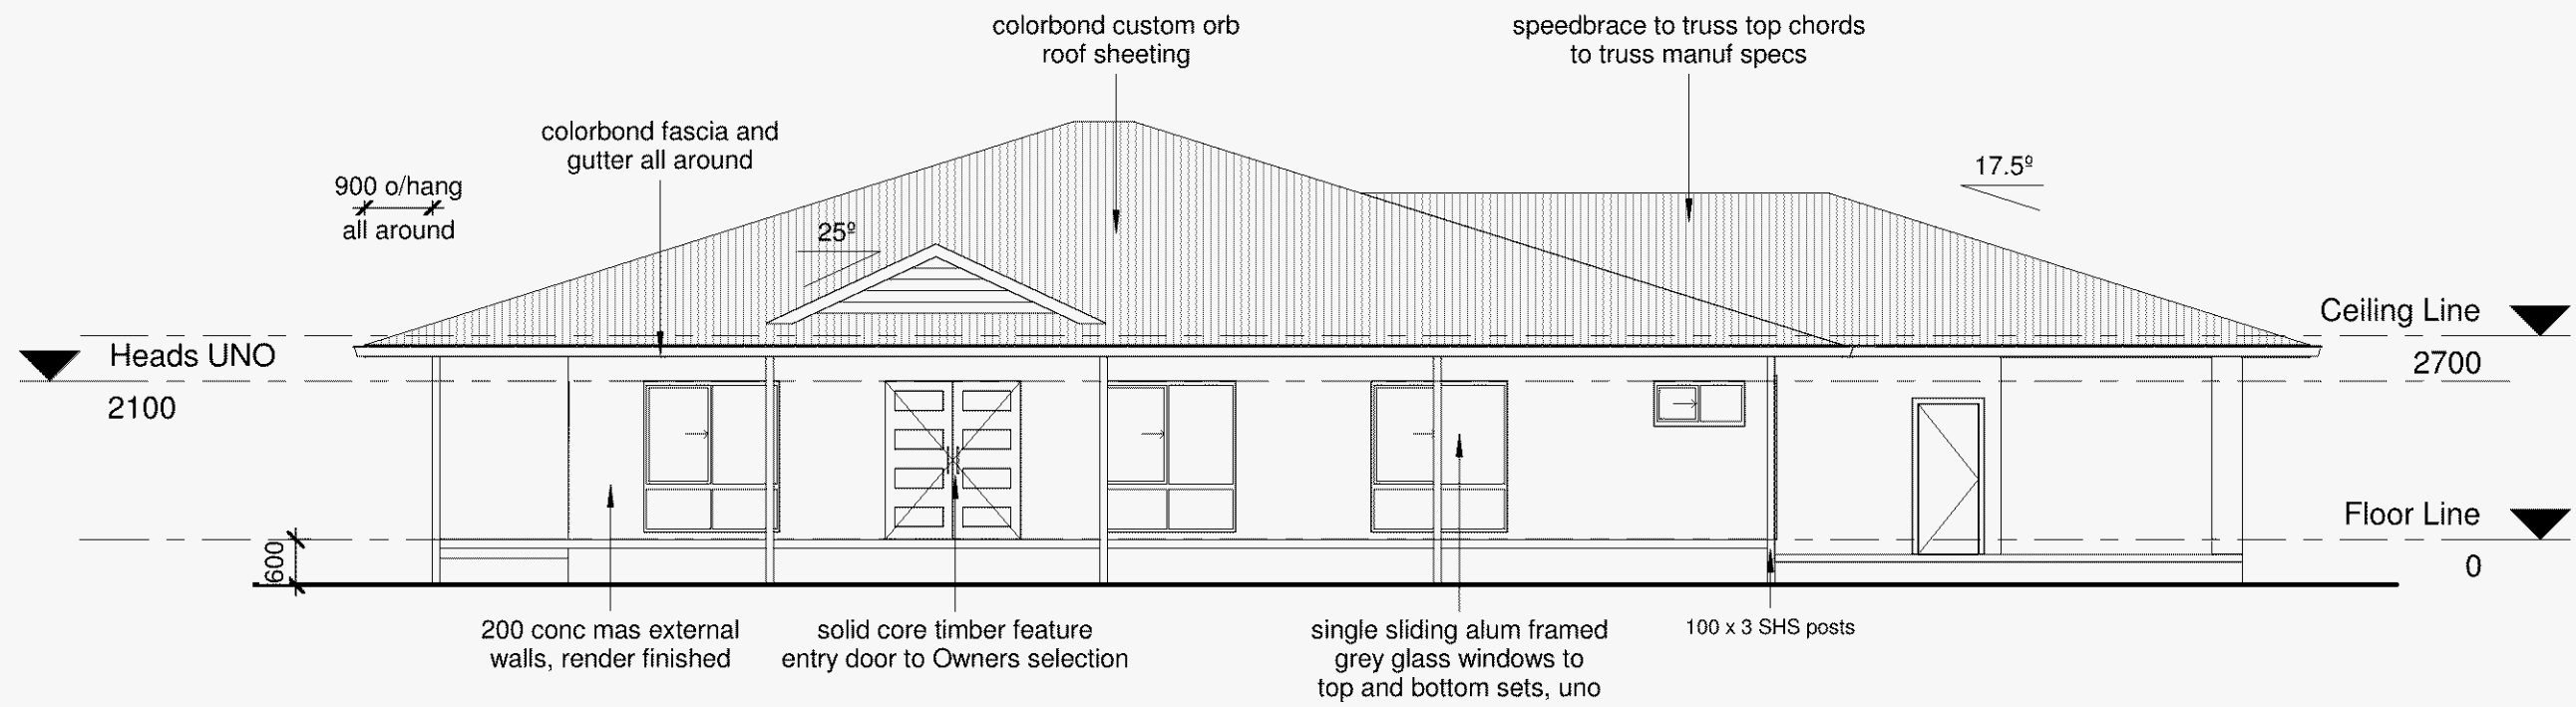 colorbond custom orb
roof sheeting
speedbrace to truss top chords
to truss manuf specs
colorbond fascia and
gutter all around
900 o/hang
all around
17.5º
25º
Ceiling Line
2700
Heads UNO
2100
Floor Line
0
600
200 conc mas external
walls, render finished
solid core timber feature
entry door to Owners selection
single sliding alum framed
grey glass windows to
top and bottom sets, uno
100 x 3 SHS posts